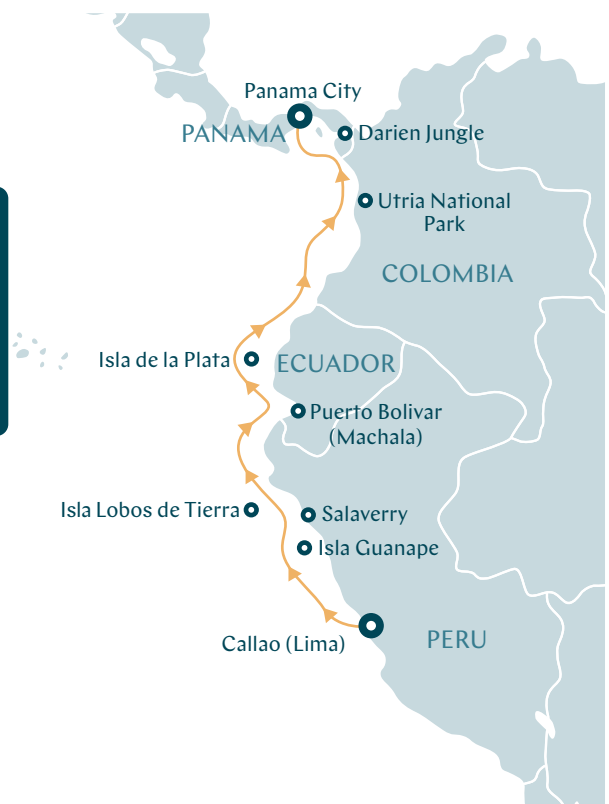 Panama City
PANAMA
Darien Jungle
Utria National
Park
COLOMBIA
Isla de la Plata
ECUADOR
Puerto Bolivar
(Machala)
Isla Lobos de Tierra
Salaverry
Isla Guanape
Callao (Lima)
PERU